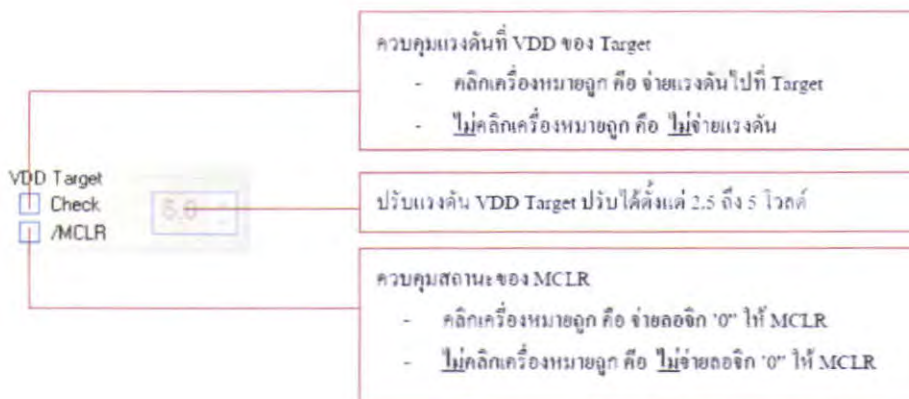 ควบคุมแรงดันที่ VDD ของ Target
- คลิกเครื่องหมายถูก คือ จ่ายแรงดันไปที่ Target
- ไม่คลิกเครื่องหมายถูก คือ ไม่จ่ายแรงดัน
VDD Target
Check
5.0
/MCLR
ปรับแรงดัน VDD Target ปรับได้ตั้งแต่ 2.5 ถึง 5 โวลต์
ควบคุมสถานะของ MCLR
- คลิกเครื่องหมายถูก คือ จ่ายลอจิก '0" ให้ MCLR
- ไม่คลิกเครื่องหมายถูก คือ ไม่จ่ายลอจิก '0" ให้ MCLR